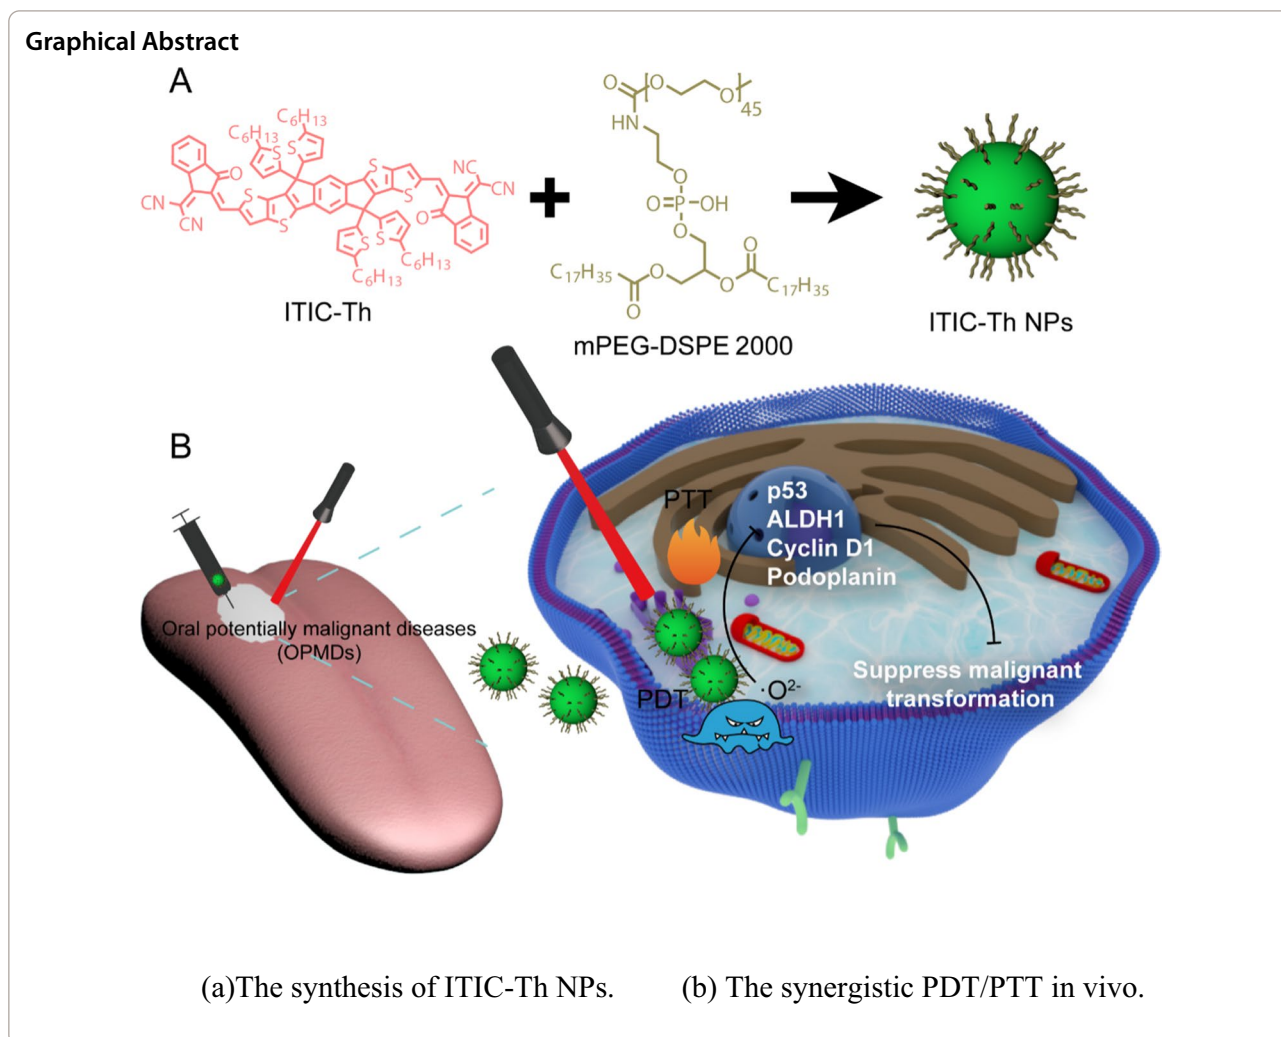 Graphical Abstract
A
C₆H₁₃
C₆H₁₃
S
S
O
S
S
NC
CN
CN
CN
S
S
O
S
S
C₆H₁₃
C₆H₁₃
ITIC-Th
O
O
O
45
HN
O
O=P-OH
O
O
C₁₇H₃₅
O
O
C₁₇H₃₅
O
mPEG-DSPE 2000
ITIC-Th NPs
B
Oral potentially malignant diseases
(OPMDs)
PTT
p53
ALDH1
Cyclin D1
Podoplanin
PDT
·O²⁻
Suppress malignant
transformation
(a)The synthesis of ITIC-Th NPs.
(b) The synergistic PDT/PTT in vivo.